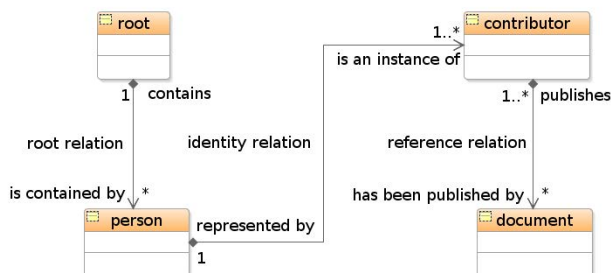 root
contributor
1..*
is an instance of
1
contains
1..*
publishes
root relation
identity relation
reference relation
is contained by
*
has been published by
*
person
represented by
document
1